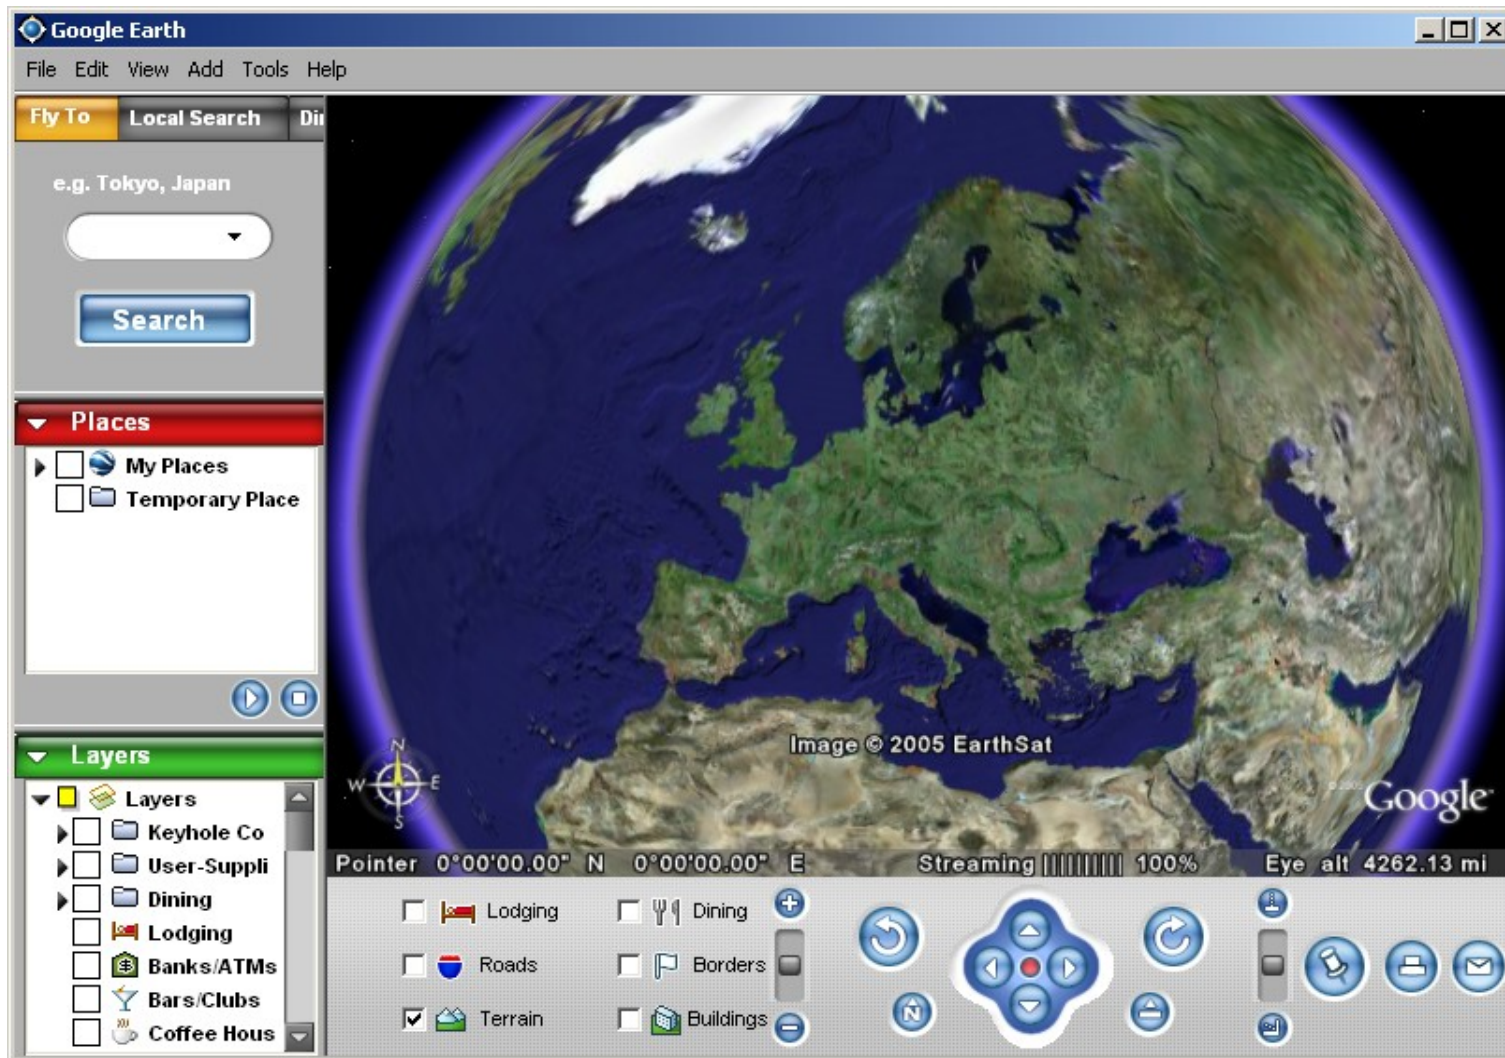 Google Earth
File Edit View Add Tools Help
Fly To Local Search Dir
e.g. Tokyo, Japan
Search
Places
My Places
Temporary Place
Layers
Layers
Keyhole Co
User-Suppli
Dining
Lodging
Banks/ATMs
Bars/Clubs
Coffee Hous
N
W E
S
Image © 2005 EarthSat
Google
Pointer 0°00'00.00" N 0°00'00.00" E Streaming |||||||||| 100% Eye alt 4262.13 mi
Lodging Dining
Roads Borders
Terrain Buildings
N